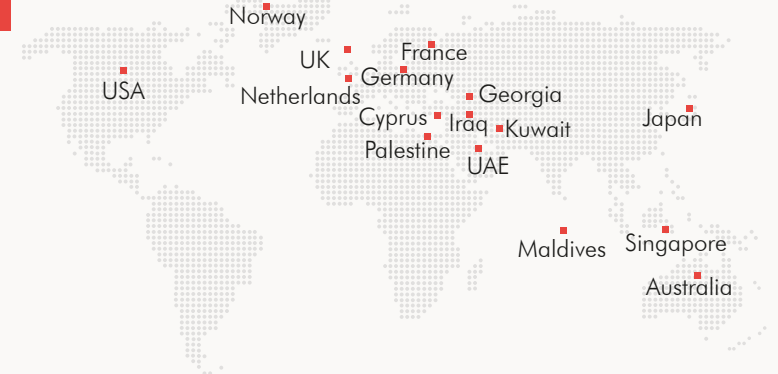 Norway
France
UK
Germany
USA
Netherlands
Georgia
Cyprus
Iraq
Kuwait
Japan
Palestine
UAE
Maldives
Singapore
Australia